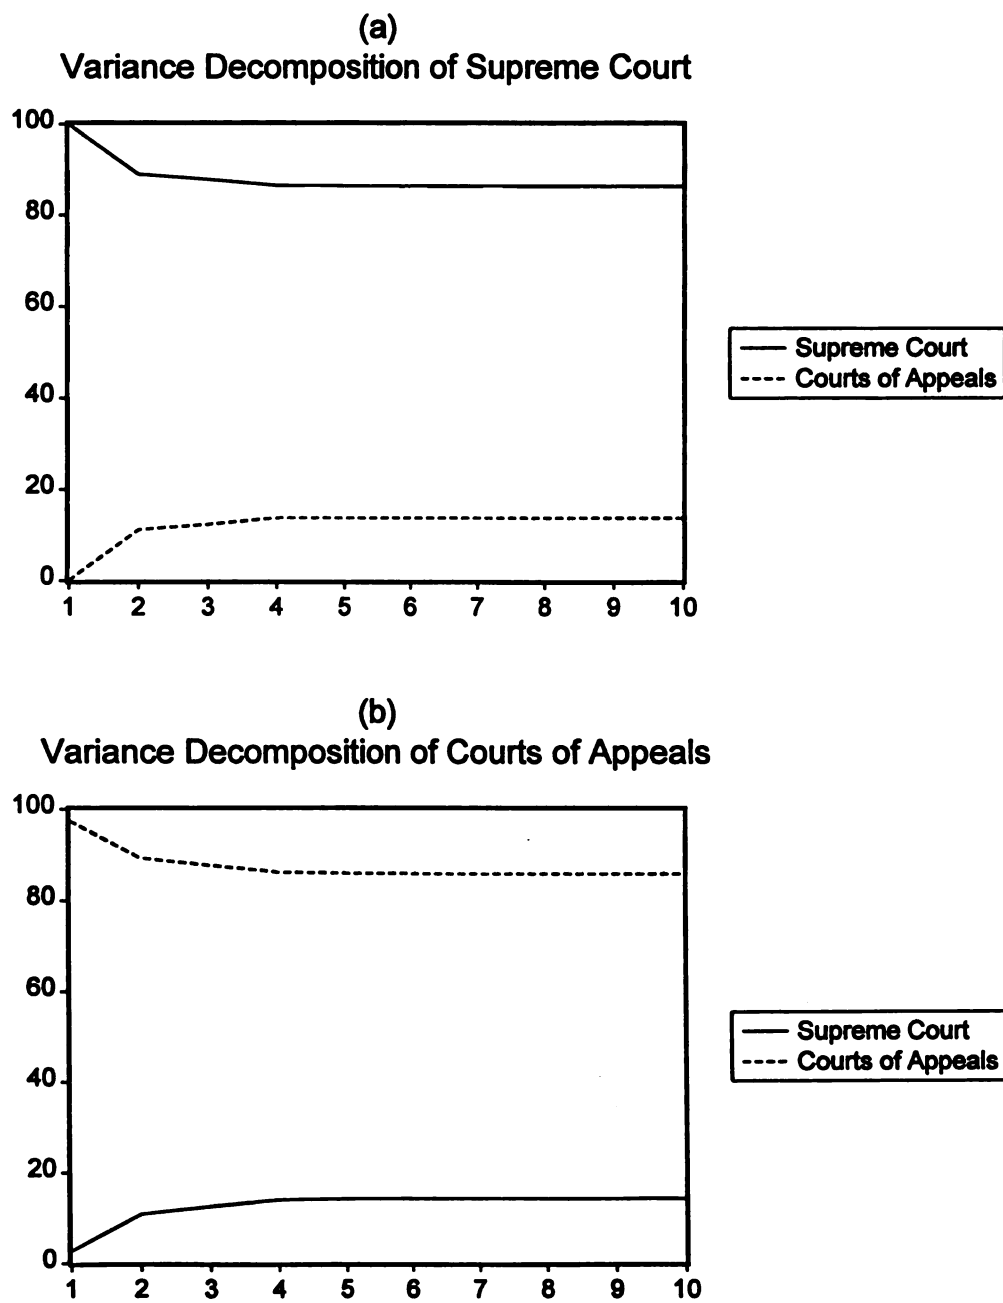 (a)
Variance Decomposition of Supreme Court
100
80
60
40
20
0
1 2 3 4 5 6 7 8 9 10
Supreme Court
Courts of Appeals
(b)
Variance Decomposition of Courts of Appeals
100
80
60
40
20
0
1 2 3 4 5 6 7 8 9 10
Supreme Court
Courts of Appeals